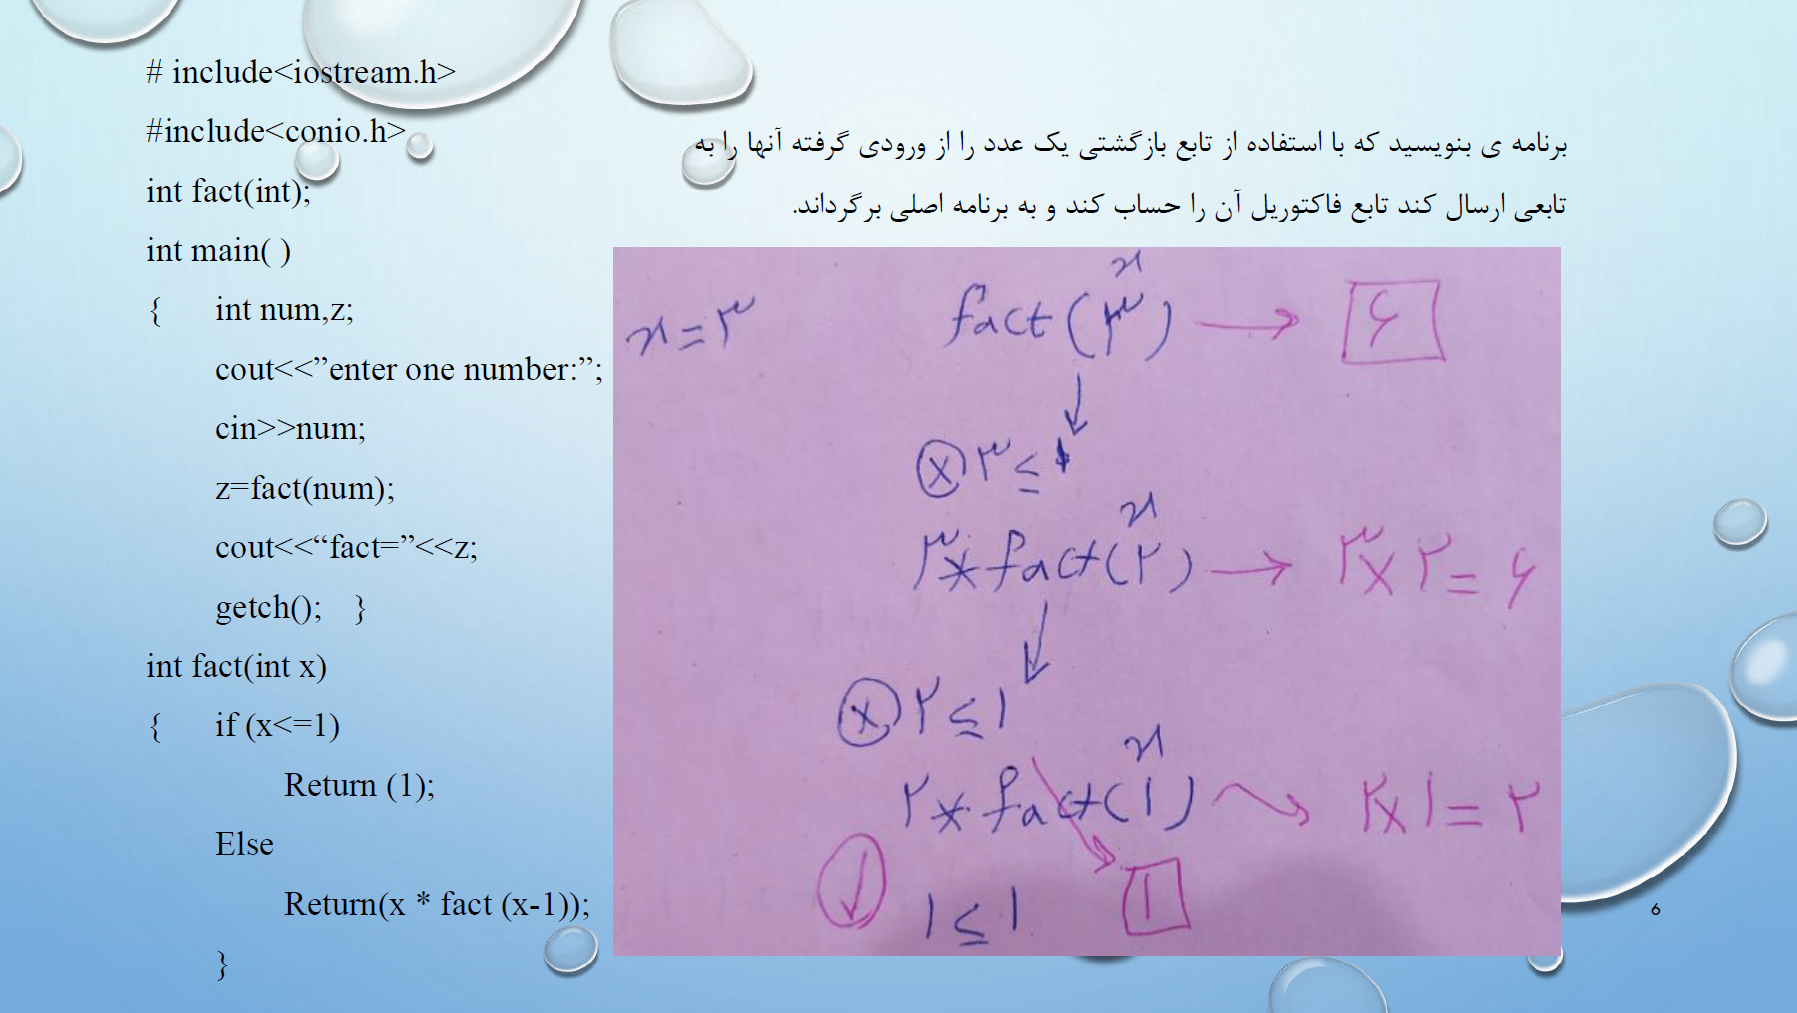 # include<iostream.h>
#include<conio.h>
int fact(int);
int main( )
{ int num,z;
cout<<”enter one number:”;
cin>>num;
z=fact(num);
cout<<“fact=”<<z;
getch(); }
int fact(int x)
{ if (x<=1)
Return (1);
Else
Return(x * fact (x-1));
}
برنامه ی بنویسید که با استفاده از تابع بازگشتی یک عدد را از ورودی گرفته آنها را به
تابعی ارسال کند تابع فاکتوریل آن را حساب کند و به برنامه اصلی برگرداند.
x
x=۳ fact(۳) → ۶
x ۳≤۱
x
۳*fact(۲) → ۳×۲=۶
x ۲≤۱
x
۲*fact(۱) → ۲×۱=۲
✓ ۱≤۱ ۱
6